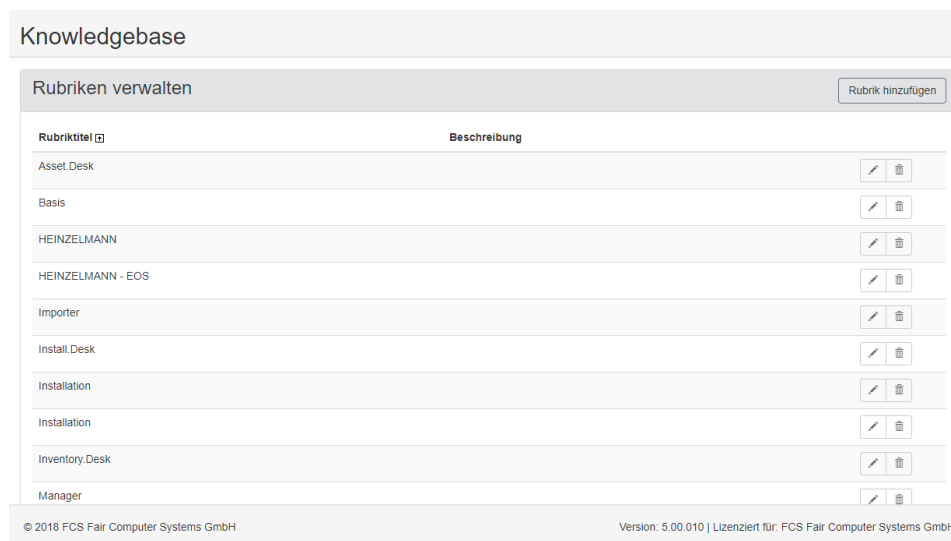 Knowledgebase
Rubriken verwalten
Rubrik hinzufügen
Rubriktitel Beschreibung
Asset.Desk
Basis
HEINZELMANN
HEINZELMANN - EOS
Importer
Install.Desk
Installation
Installation
Inventory.Desk
Manager
© 2018 FCS Fair Computer Systems GmbH
Version: 5.00.010 | Lizenziert für: FCS Fair Computer Systems GmbH